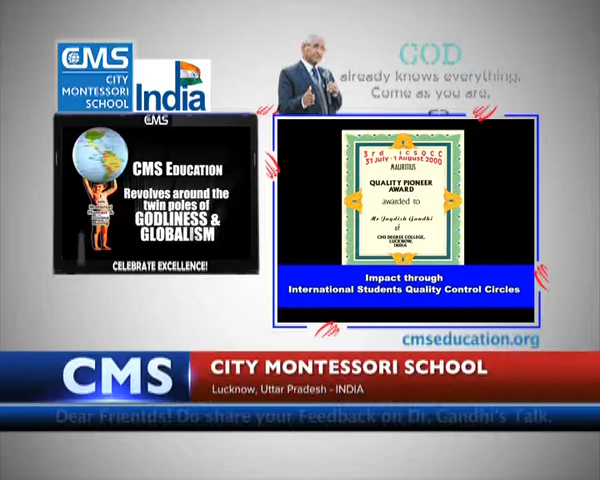 CMS
CITY
MONTESSORI
SCHOOL
India
GOD
already knows everything.
Come as you are.
CMS
CMS EDUCATION
Revolves around the
twin poles of
GODLINESS &
GLOBALISM
CELEBRATE EXCELLENCE!
3rd ICSQCC
31 July - 1 August 2000
MAURITIUS
QUALITY PIONEER
AWARD
awarded to
Mr Jagdish Gandhi
of
CMS DEGREE COLLEGE,
LUCKNOW,
INDIA
Impact through
International Students Quality Control Circles
cmseducation.org
CMS
CITY MONTESSORI SCHOOL
Lucknow, Uttar Pradesh - INDIA
Dear Friends! Do share your Feedback on Dr. Gandhi's Talk.